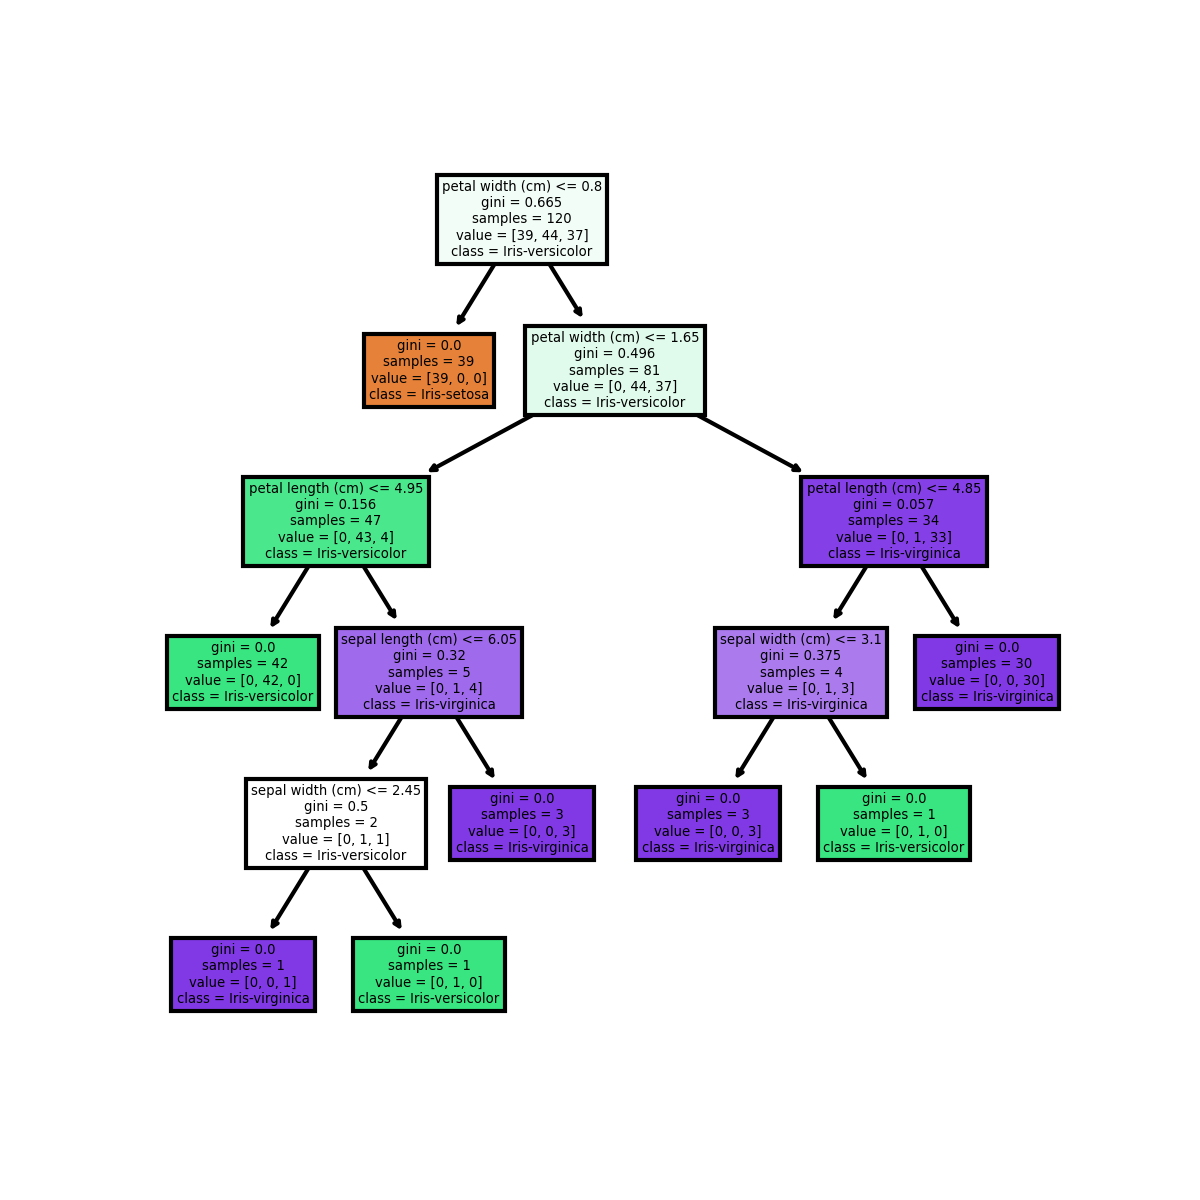 petal width (cm) <= 0.8
gini = 0.665
samples = 120
value = [39, 44, 37]
class = Iris-versicolor
gini = 0.0
samples = 39
value = [39, 0, 0]
class = Iris-setosa
petal width (cm) <= 1.65
gini = 0.496
samples = 81
value = [0, 44, 37]
class = Iris-versicolor
petal length (cm) <= 4.95
gini = 0.156
samples = 47
value = [0, 43, 4]
class = Iris-versicolor
petal length (cm) <= 4.85
gini = 0.057
samples = 34
value = [0, 1, 33]
class = Iris-virginica
gini = 0.0
samples = 42
value = [0, 42, 0]
class = Iris-versicolor
sepal length (cm) <= 6.05
gini = 0.32
samples = 5
value = [0, 1, 4]
class = Iris-virginica
sepal width (cm) <= 3.1
gini = 0.375
samples = 4
value = [0, 1, 3]
class = Iris-virginica
gini = 0.0
samples = 30
value = [0, 0, 30]
class = Iris-virginica
sepal width (cm) <= 2.45
gini = 0.5
samples = 2
value = [0, 1, 1]
class = Iris-versicolor
gini = 0.0
samples = 3
value = [0, 0, 3]
class = Iris-virginica
gini = 0.0
samples = 3
value = [0, 0, 3]
class = Iris-virginica
gini = 0.0
samples = 1
value = [0, 1, 0]
class = Iris-versicolor
gini = 0.0
samples = 1
value = [0, 0, 1]
class = Iris-virginica
gini = 0.0
samples = 1
value = [0, 1, 0]
class = Iris-versicolor